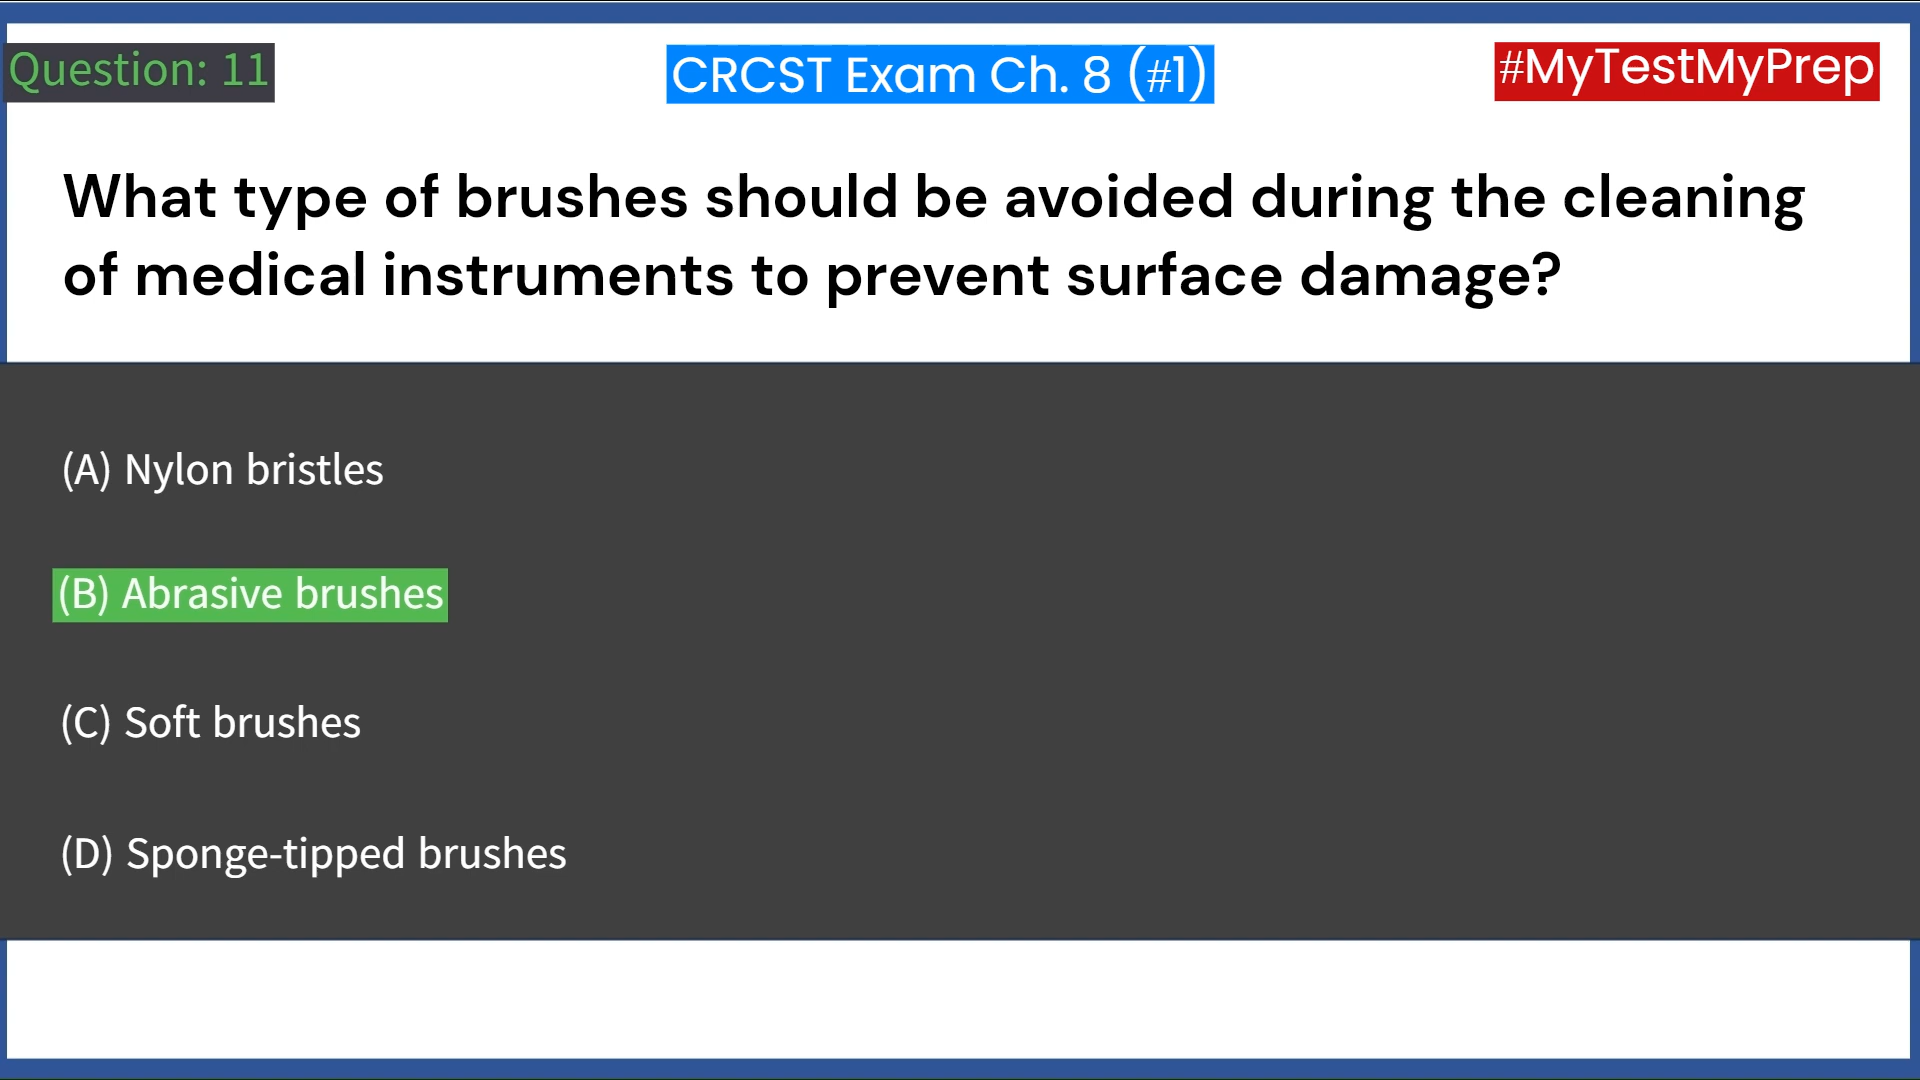 Question: 11
CRCST Exam Ch. 8 (#1)
#MyTestMyPrep
What type of brushes should be avoided during the cleaning
of medical instruments to prevent surface damage?
(A) Nylon bristles
(B) Abrasive brushes
(C) Soft brushes
(D) Sponge-tipped brushes